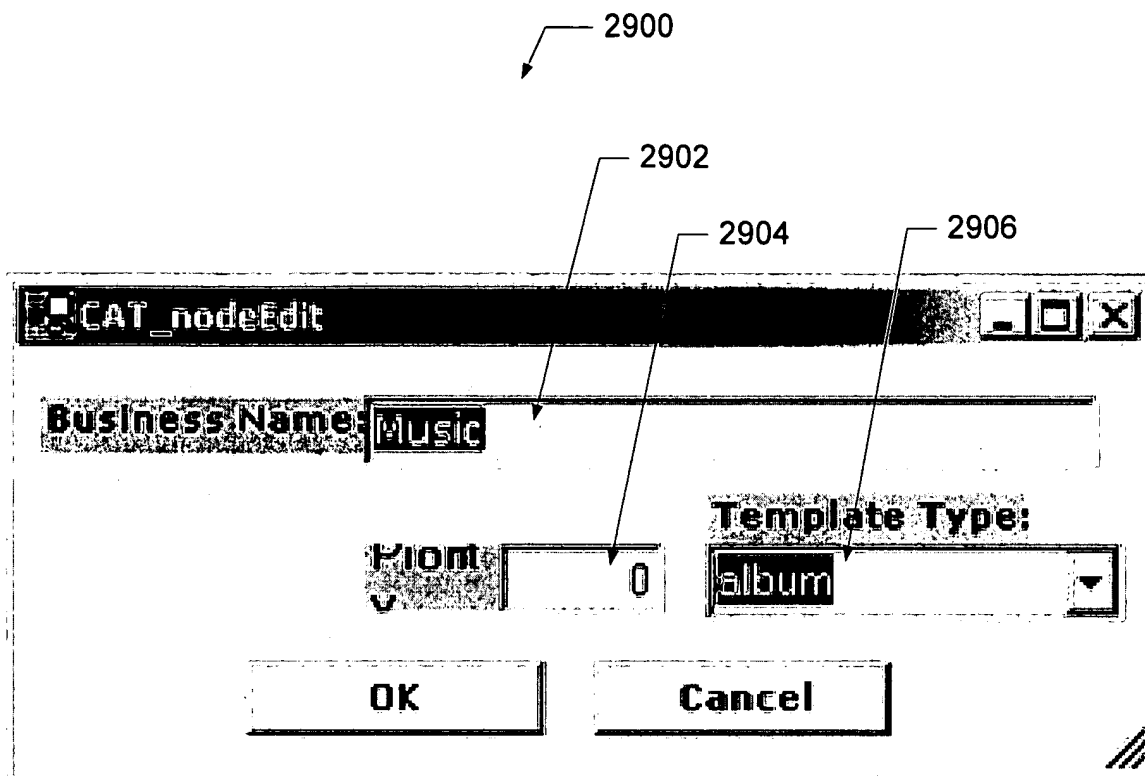 2900
2902
2904
2906
CAT_nodeEdit
Business Name:
Music
Template Type:
0
album
OK
Cancel